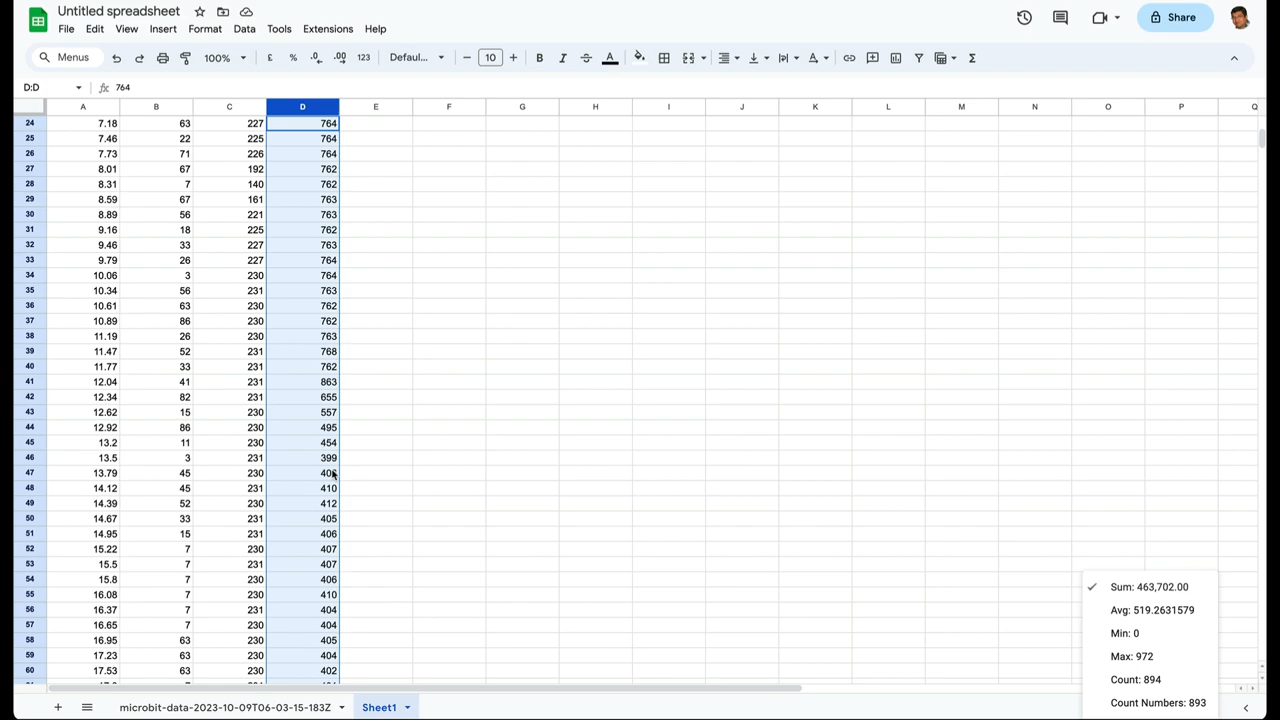 Untitled spreadsheet
File Edit View Insert Format Data Tools Extensions Help
Share
Menus 100% £ % .0 .00 123 Defaul... 10 B I S A Σ
D:D fx 764
A B C D E F G H I J K L M N O P Q
24 7.18 63 227 764
25 7.46 22 225 764
26 7.73 71 226 764
27 8.01 67 192 762
28 8.31 7 140 762
29 8.59 67 161 763
30 8.89 56 221 763
31 9.16 18 225 762
32 9.46 33 227 763
33 9.79 26 227 764
34 10.06 3 230 764
35 10.34 56 231 763
36 10.61 63 230 762
37 10.89 86 230 762
38 11.19 26 230 763
39 11.47 52 231 768
40 11.77 33 231 762
41 12.04 41 231 863
42 12.34 82 231 655
43 12.62 15 230 557
44 12.92 86 230 495
45 13.2 11 230 454
46 13.5 3 231 399
47 13.79 45 230
48 14.12 45 231 410
49 14.39 52 230 412
50 14.67 33 231 405
51 14.95 15 231 406
52 15.22 7 230 407
53 15.5 7 231 407
54 15.8 7 230 406
55 16.08 7 230 410
56 16.37 7 231 404
57 16.65 7 230 404
58 16.95 63 230 405
59 17.23 63 230 404
60 17.53 63 230 402
Sum: 463,702.00
Avg: 519.2631579
Min: 0
Max: 972
Count: 894
Count Numbers: 893
microbit-data-2023-10-09T06-03-15-183Z Sheet1